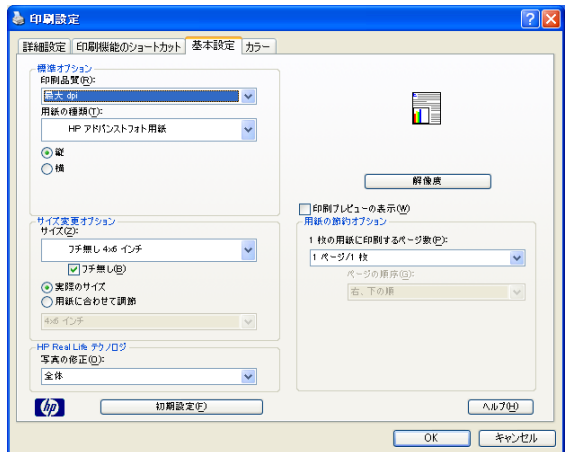 印刷設定
詳細設定
印刷機能のショートカット
基本設定
カラー
標準オプション
印刷品質(R):
最大 dpi
用紙の種類(T):
HP アドバンストフォト用紙
縦
横
解像度
印刷プレビューの表示(W)
サイズ変更オプション
サイズ(Z):
フチ無し 4x6 インチ
フチ無し(B)
実際のサイズ
用紙に合わせて調節
4x6 インチ
用紙の節約オプション
1 枚の用紙に印刷するページ数(P):
1 ページ/1 枚
ページの順序(G):
右、下の順
HP Real Life テクノロジ
写真の修正(O):
全体
hp
初期設定(F)
ヘルプ(H)
OK
キャンセル